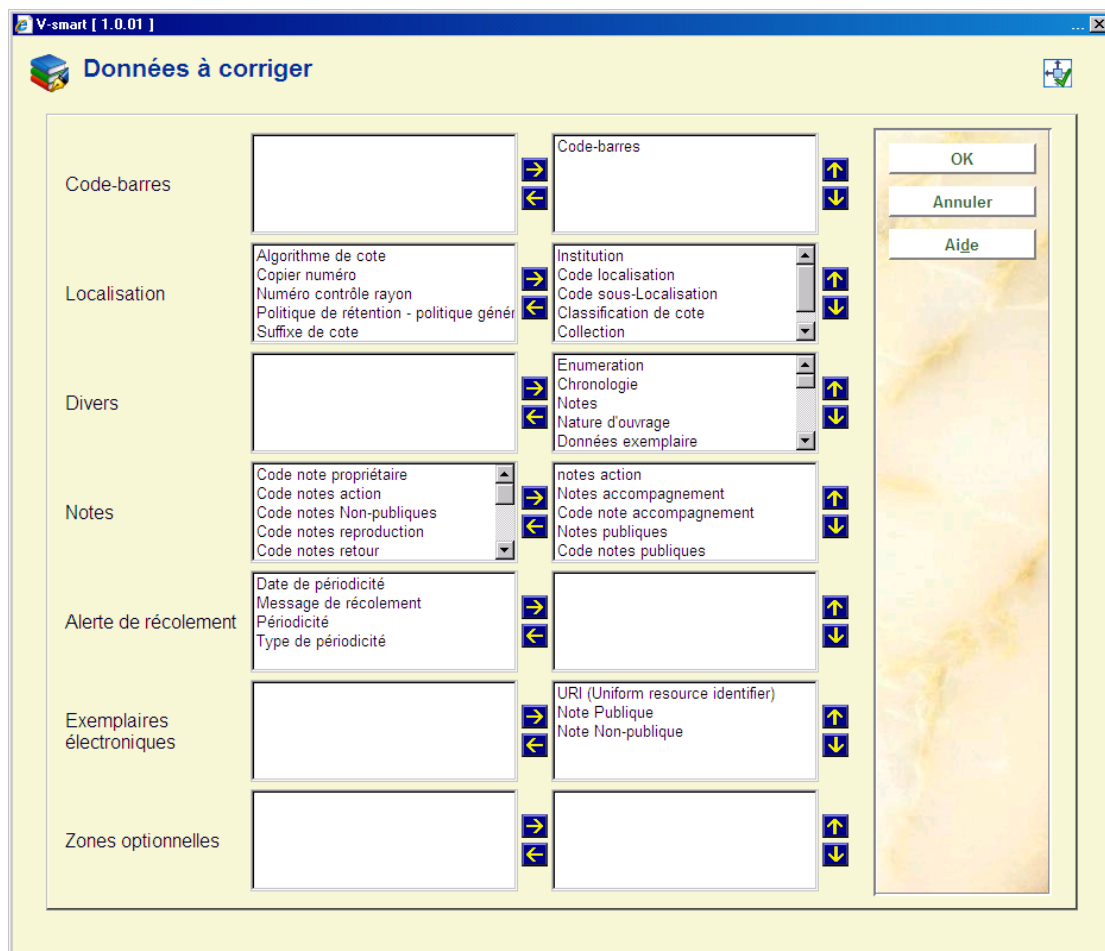 V-smart [ 1.0.01 ]
...
Données à corriger
Code-barres
Code-barres
OK
Annuler
Aide
Localisation
Algorithme de cote
Copier numéro
Numéro contrôle rayon
Politique de rétention - politique génér
Suffixe de cote
Institution
Code localisation
Code sous-Localisation
Classification de cote
Collection
Divers
Enumeration
Chronologie
Notes
Nature d'ouvrage
Données exemplaire
Notes
Code note propriétaire
Code notes action
Code notes Non-publiques
Code notes reproduction
Code notes retour
notes action
Notes accompagnement
Code note accompagnement
Notes publiques
Code notes publiques
Alerte de récolement
Date de périodicité
Message de récolement
Périodicité
Type de périodicité
Exemplaires
électroniques
URI (Uniform resource identifier)
Note Publique
Note Non-publique
Zones optionnelles